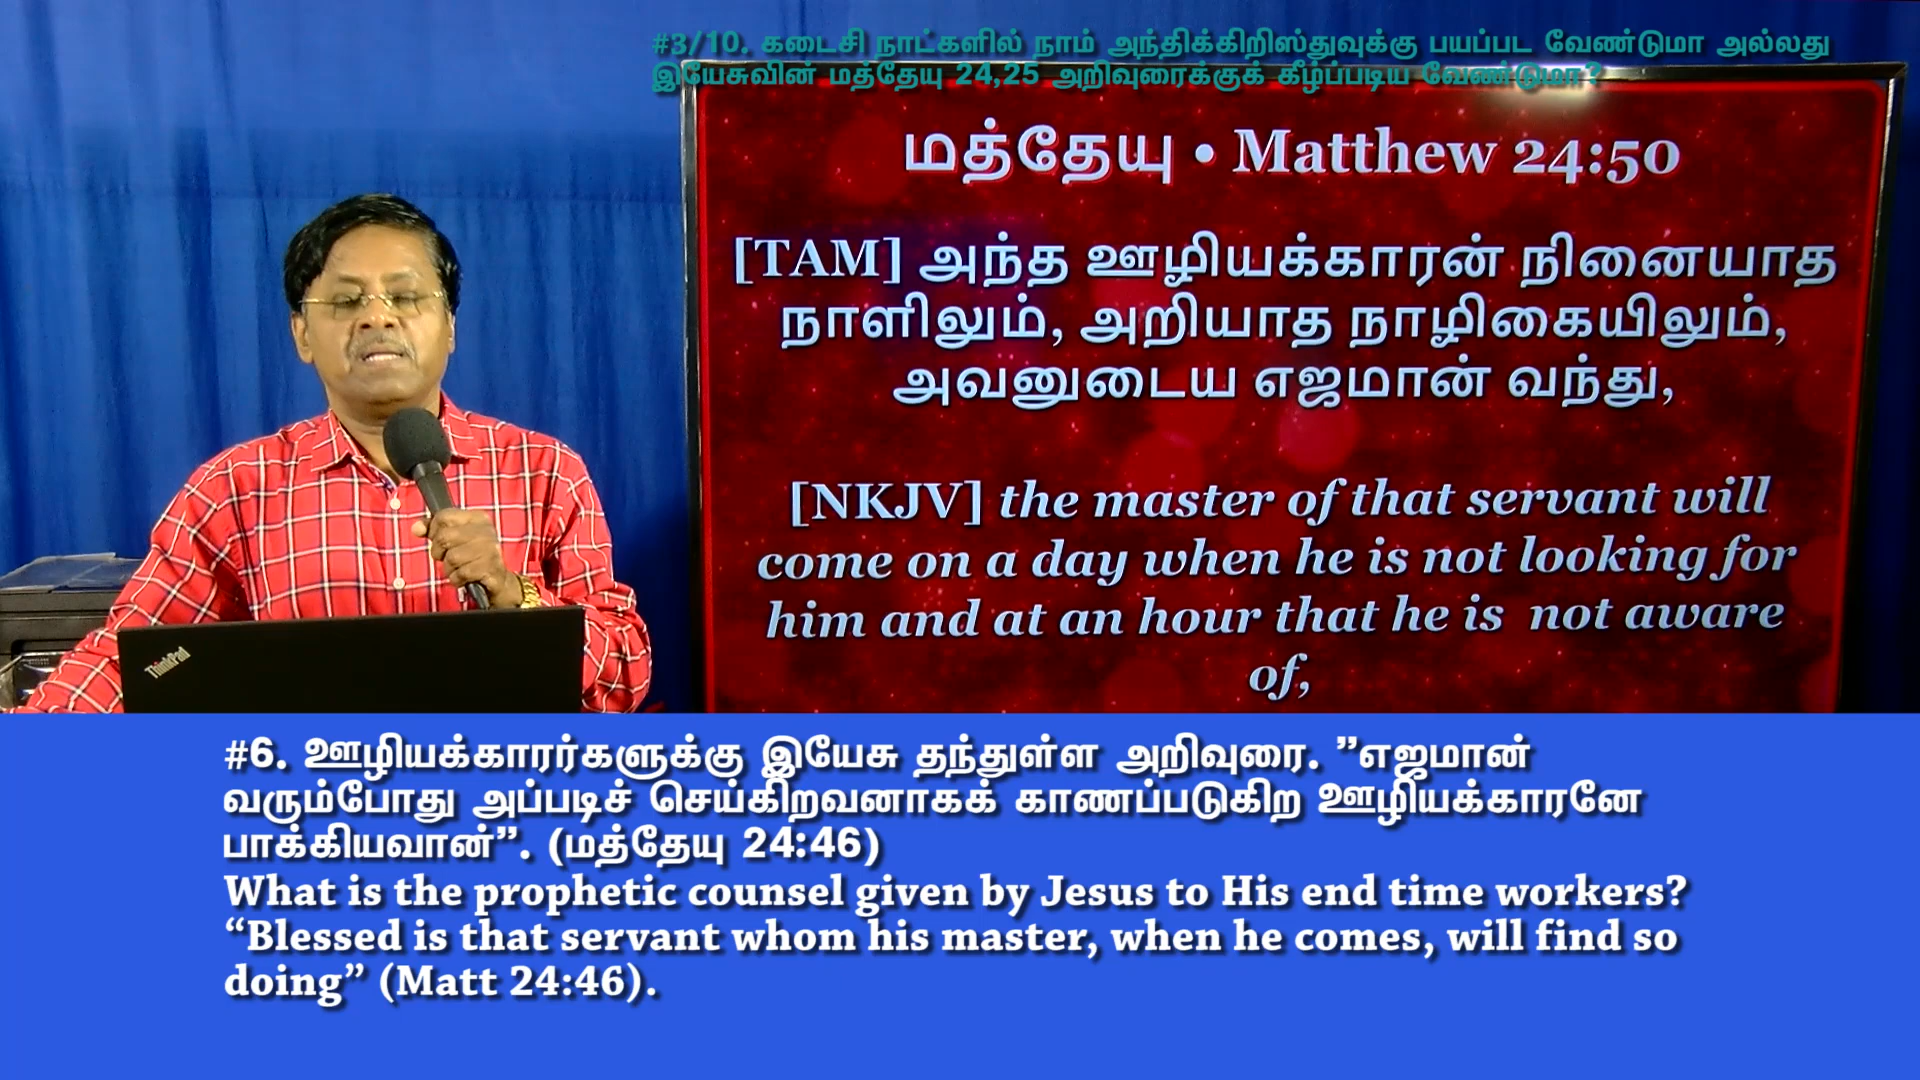 #3/10. கடைசி நாட்களில் நாம் அந்திக்கிறிஸ்துவுக்கு பயப்பட வேண்டுமா அல்லது
இயேசுவின் மத்தேயு 24,25 அறிவுரைக்குக் கீழ்ப்படிய வேண்டுமா?
மத்தேயு • Matthew 24:50
[TAM] அந்த ஊழியக்காரன் நினையாத
நாளிலும், அறியாத நாழிகையிலும்,
அவனுடைய எஜமான் வந்து,
[NKJV] the master of that servant will
come on a day when he is not looking for
him and at an hour that he is not aware
of,
ThinkPad
#6. ஊழியக்காரர்களுக்கு இயேசு தந்துள்ள அறிவுரை. ”எஜமான்
வரும்போது அப்படிச் செய்கிறவனாகக் காணப்படுகிற ஊழியக்காரனே
பாக்கியவான்”. (மத்தேயு 24:46)
What is the prophetic counsel given by Jesus to His end time workers?
“Blessed is that servant whom his master, when he comes, will find so
doing” (Matt 24:46).